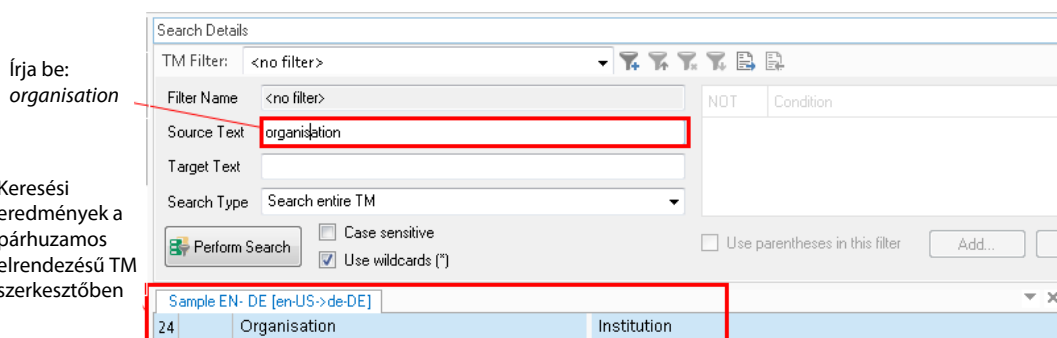 Search Details
TM Filter: <no filter>
Írja be:
organisation
Filter Name <no filter>
NOT Condition
Source Text organisation
Target Text
Keresési
eredmények a
párhuzamos
elrendezésű TM
szerkesztőben
Search Type Search entire TM
Perform Search
Case sensitive
Use wildcards (*)
Use parentheses in this filter Add...
Sample EN- DE [en-US->de-DE]
24 Organisation Institution